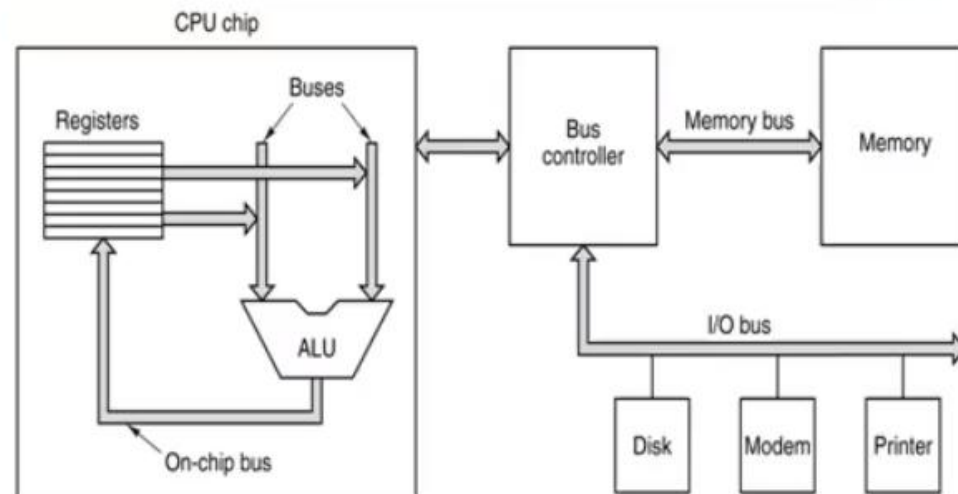 CPU chip
Buses
Registers
ALU
On-chip bus
Bus
controller
Memory bus
Memory
I/O bus
Disk
Modem
Printer